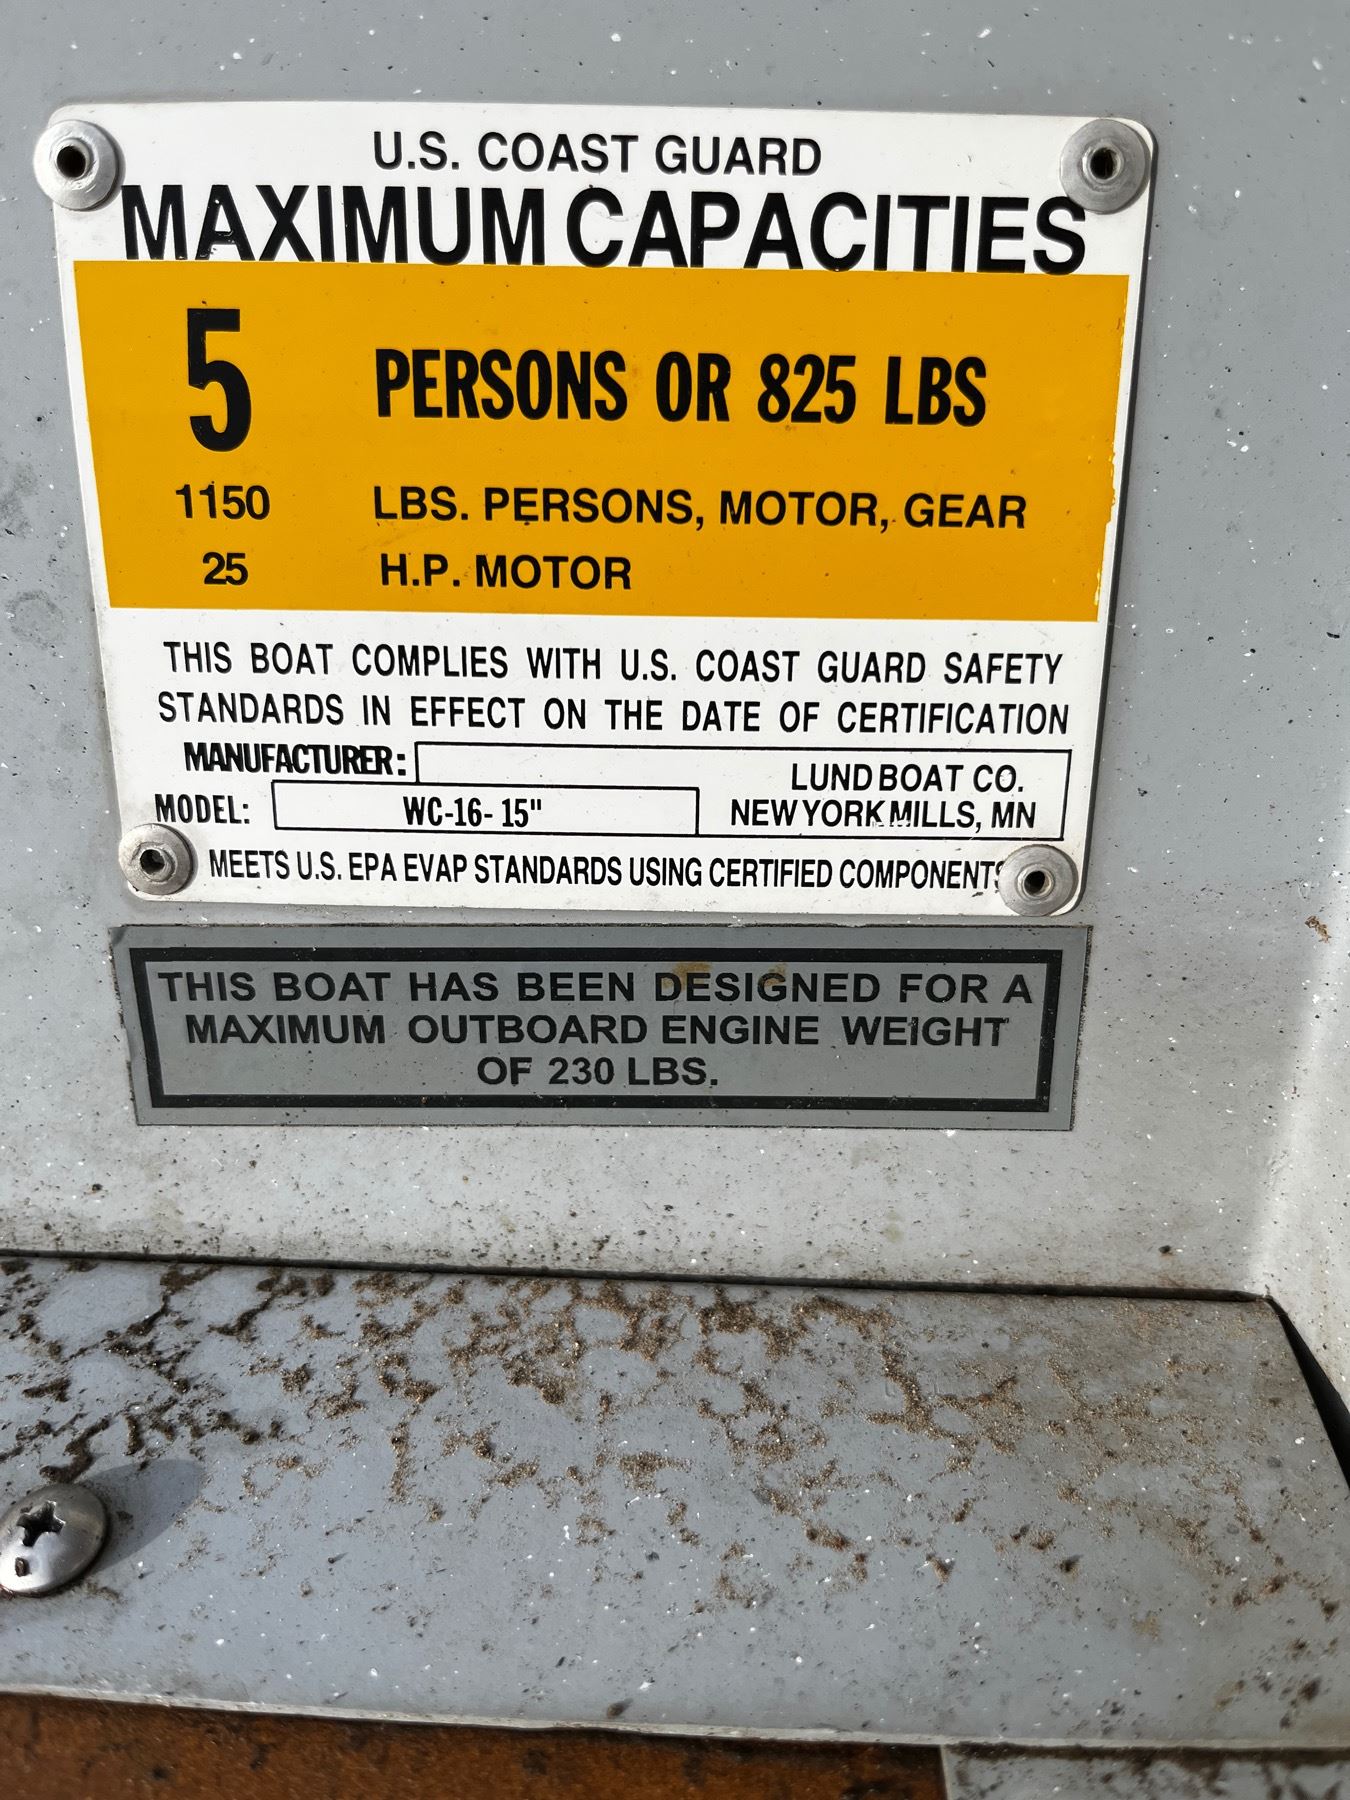 U.S. COAST GUARD
MAXIMUM CAPACITIES
5 PERSONS OR 825 LBS
1150 LBS. PERSONS, MOTOR, GEAR
25 H.P. MOTOR
THIS BOAT COMPLIES WITH U.S. COAST GUARD SAFETY
STANDARDS IN EFFECT ON THE DATE OF CERTIFICATION
MANUFACTURER: LUND BOAT CO.
MODEL: WC-16-15" NEW YORK MILLS, MN
MEETS U.S. EPA EVAP STANDARDS USING CERTIFIED COMPONENTS
THIS BOAT HAS BEEN DESIGNED FOR A
MAXIMUM OUTBOARD ENGINE WEIGHT
OF 230 LBS.